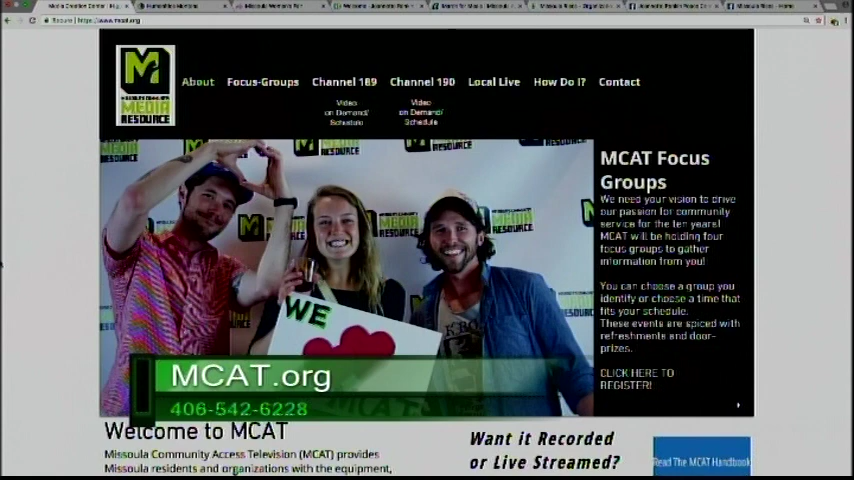 Secure | https://www.mcat.org
MEDIA
RESOURCE
About
Focus-Groups
Channel 189
Channel 190
Local Live
How Do I?
Contact
Video
on Demand/
Schedule
Video
on Demand/
Schedule
MCAT Focus
Groups
We need your vision to drive
our passion for community
service for the ten years!
MCAT will be holding four
focus groups to gather
information from you!
You can choose a group you
identify or choose a time that
fits your schedule.
These events are spiced with
refreshments and door-
prizes.
CLICK HERE TO
REGISTER!
WE
MCAT.org
406-542-6228
Welcome to MCAT
Missoula Community Access Television (MCAT) provides
Missoula residents and organizations with the equipment,
Want it Recorded
or Live Streamed?
Read The MCAT Handbook